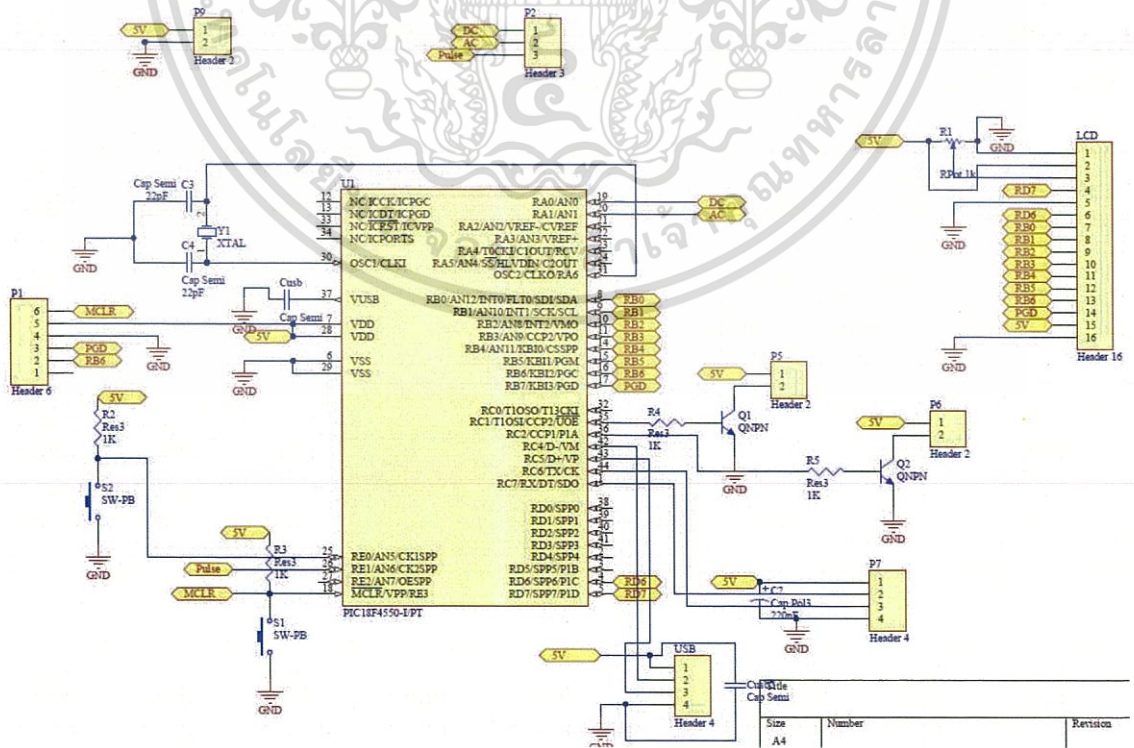 P9
5V
1
2
Header 2
GND
P2
DC
AC
Pulse
1
2
3
Header 3
GND
5V
R1
RPot 1k
GND
LCD
1
2
3
4
5
6
7
8
9
10
11
12
13
14
15
16
Header 16
RD7
RD6
RB0
RB1
RB2
RB3
RB4
RB5
RB6
PGD
5V
GND
GND
Cap Semi
22pF
C3
2
Y1
XTAL
1
C4
Cap Semi
22pF
GND
Cusb
Cap Semi
GND
5V
GND
U1
12 NC/ICCK/ICPGC
13 NC/ICDT/ICPGD
33 NC/ICRST/ICVPP
34 NC/ICPORTS
30 OSC1/CLKI
37 VUSB
7 VDD
28 VDD
6 VSS
29 VSS
25 RE0/AN5/CK1SPP
26 RE1/AN6/CK2SPP
27 RE2/AN7/OESPP
18 MCLR/VPP/RE3
RA0/AN0 19
RA1/AN1
RA2/AN2/VREF-/CVREF
RA3/AN3/VREF+
RA4/T0CKI/C1OUT/RCV
RA5/AN4/SS/HLVDIN/C2OUT
OSC2/CLKO/RA6 31
RB0/AN12/INT0/FLT0/SDI/SDA
RB1/AN10/INT1/SCK/SCL
RB2/AN8/INT2/VMO
RB3/AN9/CCP2/VPO
RB4/AN11/KBI0/CSSPP
RB5/KBI1/PGM
RB6/KBI2/PGC
RB7/KBI3/PGD
RC0/T1OSO/T13CKI 32
RC1/T1OSI/CCP2/UOE 35
RC2/CCP1/P1A 36
RC4/D-/VM 42
RC5/D+/VP 43
RC6/TX/CK 44
RC7/RX/DT/SDO
RD0/SPP0 38
RD1/SPP1 39
RD2/SPP2 40
RD3/SPP3 41
RD4/SPP4
RD5/SPP5/P1B
RD6/SPP6/P1C
RD7/SPP7/P1D
PIC18F4550-I/PT
DC
AC
RB0
RB1
RB2
RB3
RB4
RB5
RB6
PGD
RD6
RD7
P1
6
5
4
3
2
1
Header 6
MCLR
GND
PGD
RB6
5V
R2
Res3
1K
S2
SW-PB
GND
Pulse
MCLR
5V
R3
Res3
1K
S1
SW-PB
GND
R4
Res3
1K
Q1
QNPN
GND
5V
P5
1
2
Header 2
R5
Res3
1K
Q2
QNPN
GND
5V
P6
1
2
Header 2
5V
Cap Pol3
220nF
GND
P7
1
2
3
4
Header 4
5V
USB
1
2
3
4
Header 4
GND
Cap Semi
Title
Size
A4
Number
Revision